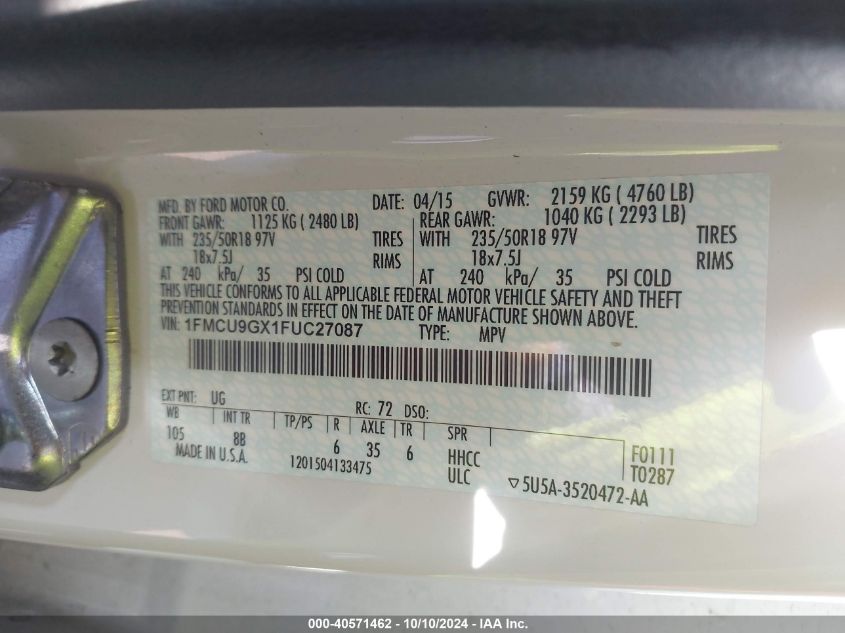 MFD. BY FORD MOTOR CO. DATE: 04/15 GVWR: 2159 KG ( 4760 LB)
FRONT GAWR: 1125 KG ( 2480 LB) REAR GAWR: 1040 KG ( 2293 LB)
WITH 235/50R18 97V TIRES WITH 235/50R18 97V TIRES
18x7.5J RIMS 18x7.5J RIMS
AT 240 kPa/ 35 PSI COLD AT 240 kPa/ 35 PSI COLD
THIS VEHICLE CONFORMS TO ALL APPLICABLE FEDERAL MOTOR VEHICLE SAFETY AND THEFT
PREVENTION STANDARDS IN EFFECT ON THE DATE OF MANUFACTURE SHOWN ABOVE.
VIN: 1FMCU9GX1FUC27087 TYPE: MPV
EXT PNT: UG RC: 72 DSO:
WB INT TR TP/PS R AXLE TR SPR
105 8B 6 35 6 HHCC F0111
MADE IN U.S.A. 1201504133475 ULC ▽5U5A-3520472-AA T0287
000-40571462 - 10/10/2024 - © IAA Inc.